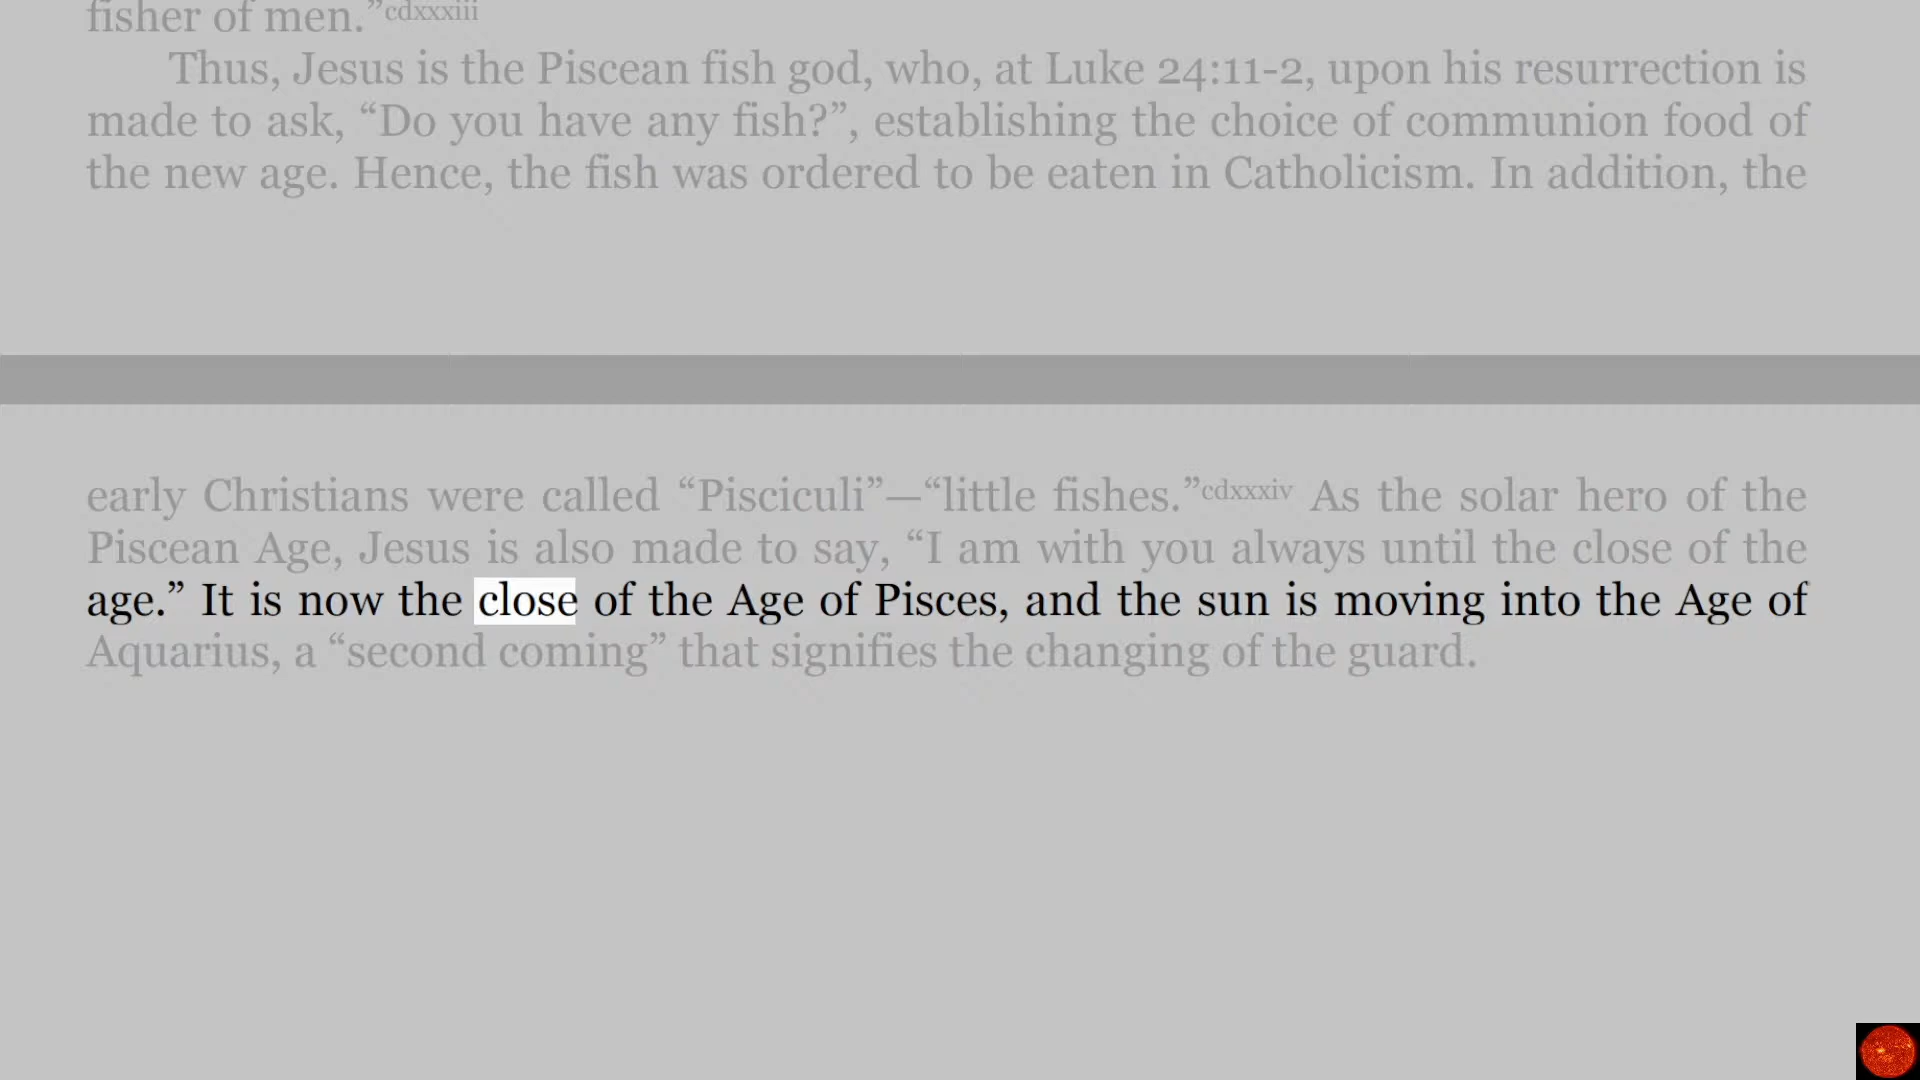 fisher of men.”cdxxxiii
Thus, Jesus is the Piscean fish god, who, at Luke 24:11-2, upon his resurrection is
made to ask, “Do you have any fish?”, establishing the choice of communion food of
the new age. Hence, the fish was ordered to be eaten in Catholicism. In addition, the
early Christians were called “Pisciculi”—“little fishes.”cdxxxiv As the solar hero of the
Piscean Age, Jesus is also made to say, “I am with you always until the close of the
age.” It is now the close of the Age of Pisces, and the sun is moving into the Age of
Aquarius, a “second coming” that signifies the changing of the guard.